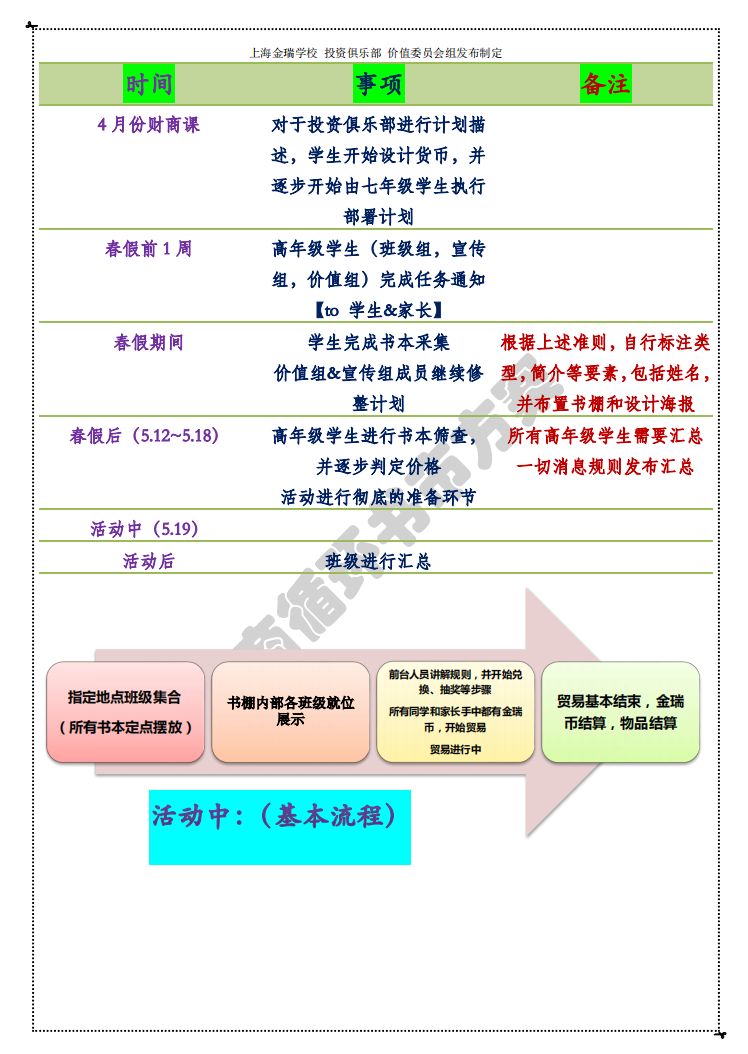 上海金瑞学校 投资俱乐部 价值委员会组发布制定
时间 事项 备注
4月份财商课 对于投资俱乐部进行计划描
述，学生开始设计货币，并
逐步开始由七年级学生执行
部署计划
春假前1周 高年级学生（班级组，宣传
组，价值组）完成任务通知
【to 学生&家长】
春假期间 学生完成书本采集 根据上述准则，自行标注类
价值组&宣传组成员继续修 型，简介等要素，包括姓名，
整计划 并布置书棚和设计海报
春假后（5.12~5.18） 高年级学生进行书本筛查， 所有高年级学生需要汇总
并逐步判定价格 一切消息规则发布汇总
活动进行彻底的准备环节
活动中（5.19）
活动后 班级进行汇总
商循环书市方案
指定地点班级集合
（所有书本定点摆放）
书棚内部各班级就位
展示
前台人员讲解规则，并开始兑
换、抽奖等步骤
所有同学和家长手中都有金瑞
币，开始贸易
贸易进行中
贸易基本结束，金瑞
币结算，物品结算
活动中：（基本流程）